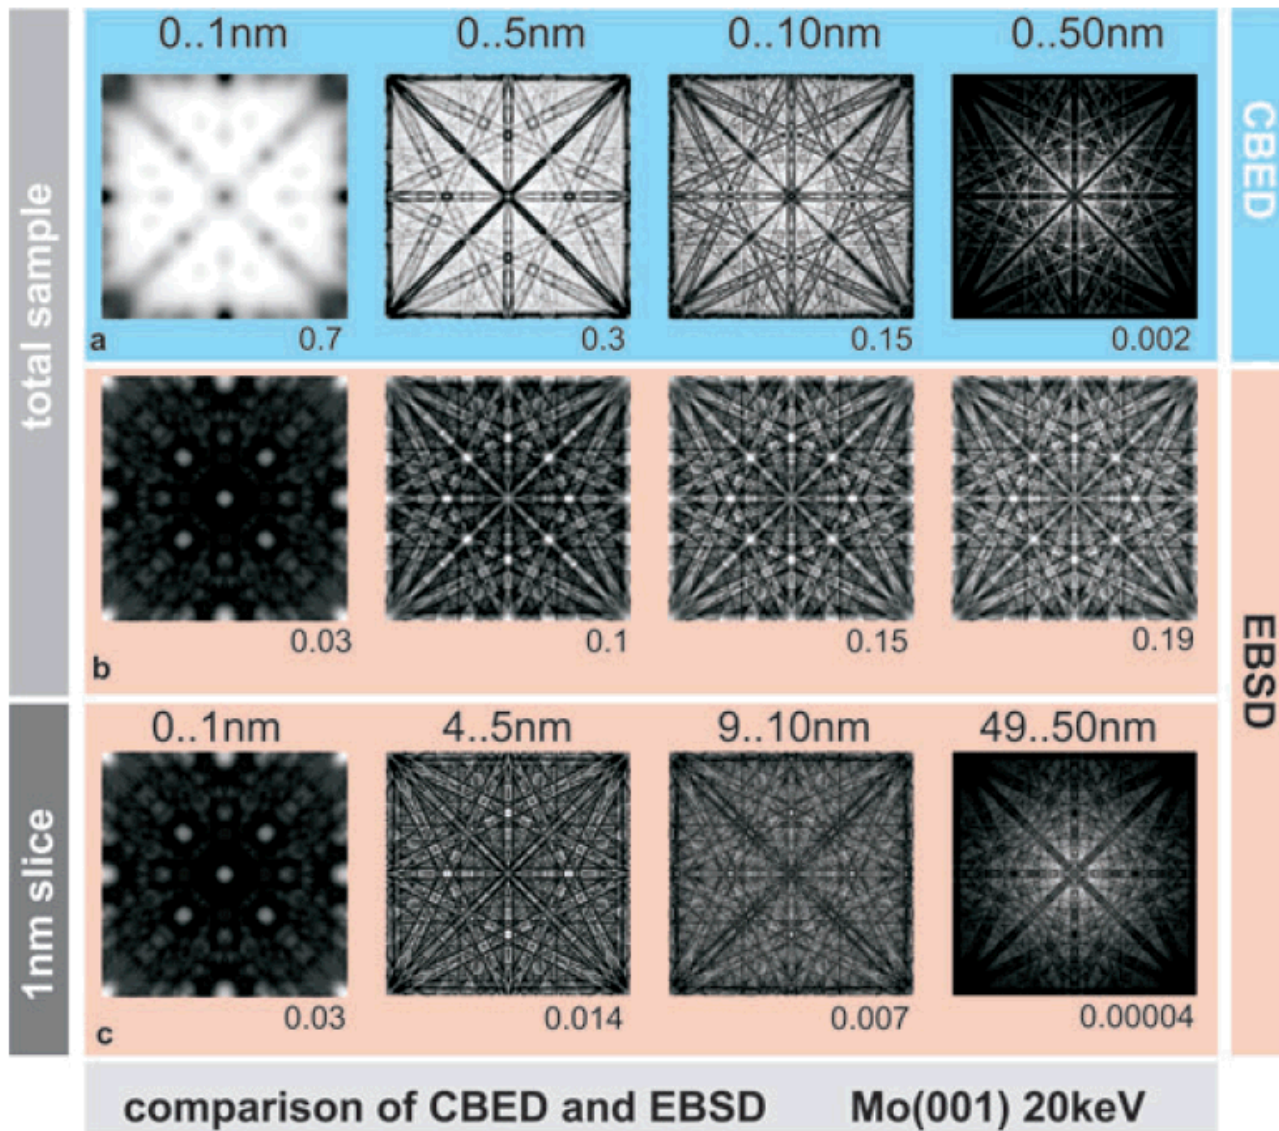 0..1nm 0..5nm 0..10nm 0..50nm
CBED
total sample
a 0.7 0.3 0.15 0.002
0.03 0.1 0.15 0.19
b
EBSD
0..1nm 4..5nm 9..10nm 49..50nm
1nm slice
c 0.03 0.014 0.007 0.00004
comparison of CBED and EBSD Mo(001) 20keV